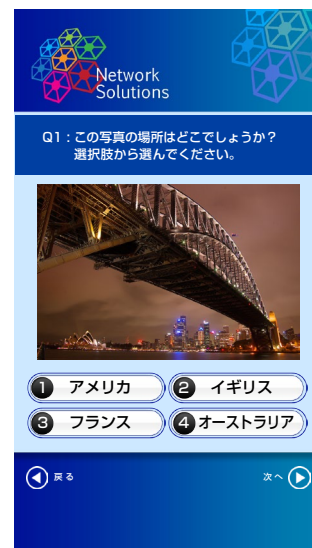 Network
Solutions
Q1：この写真の場所はどこでしょうか？
選択肢から選んでください。
1 アメリカ
2 イギリス
3 フランス
4 オーストラリア
戻る
次へ